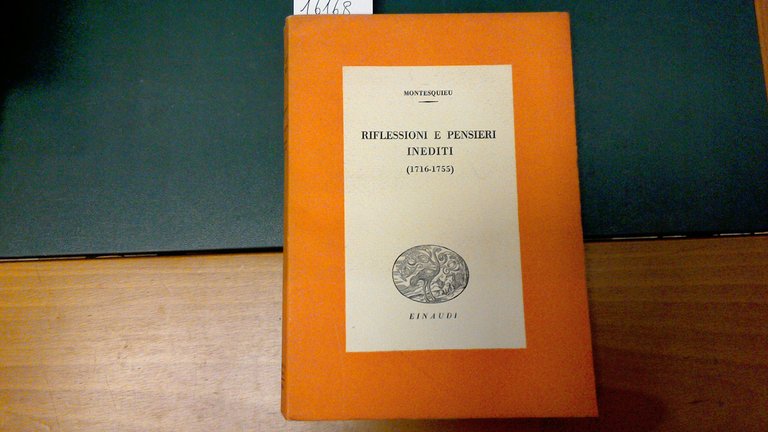 16168
MONTESQUIEU
RIFLESSIONI E PENSIERI
INEDITI
(1716-1755)
EINAUDI